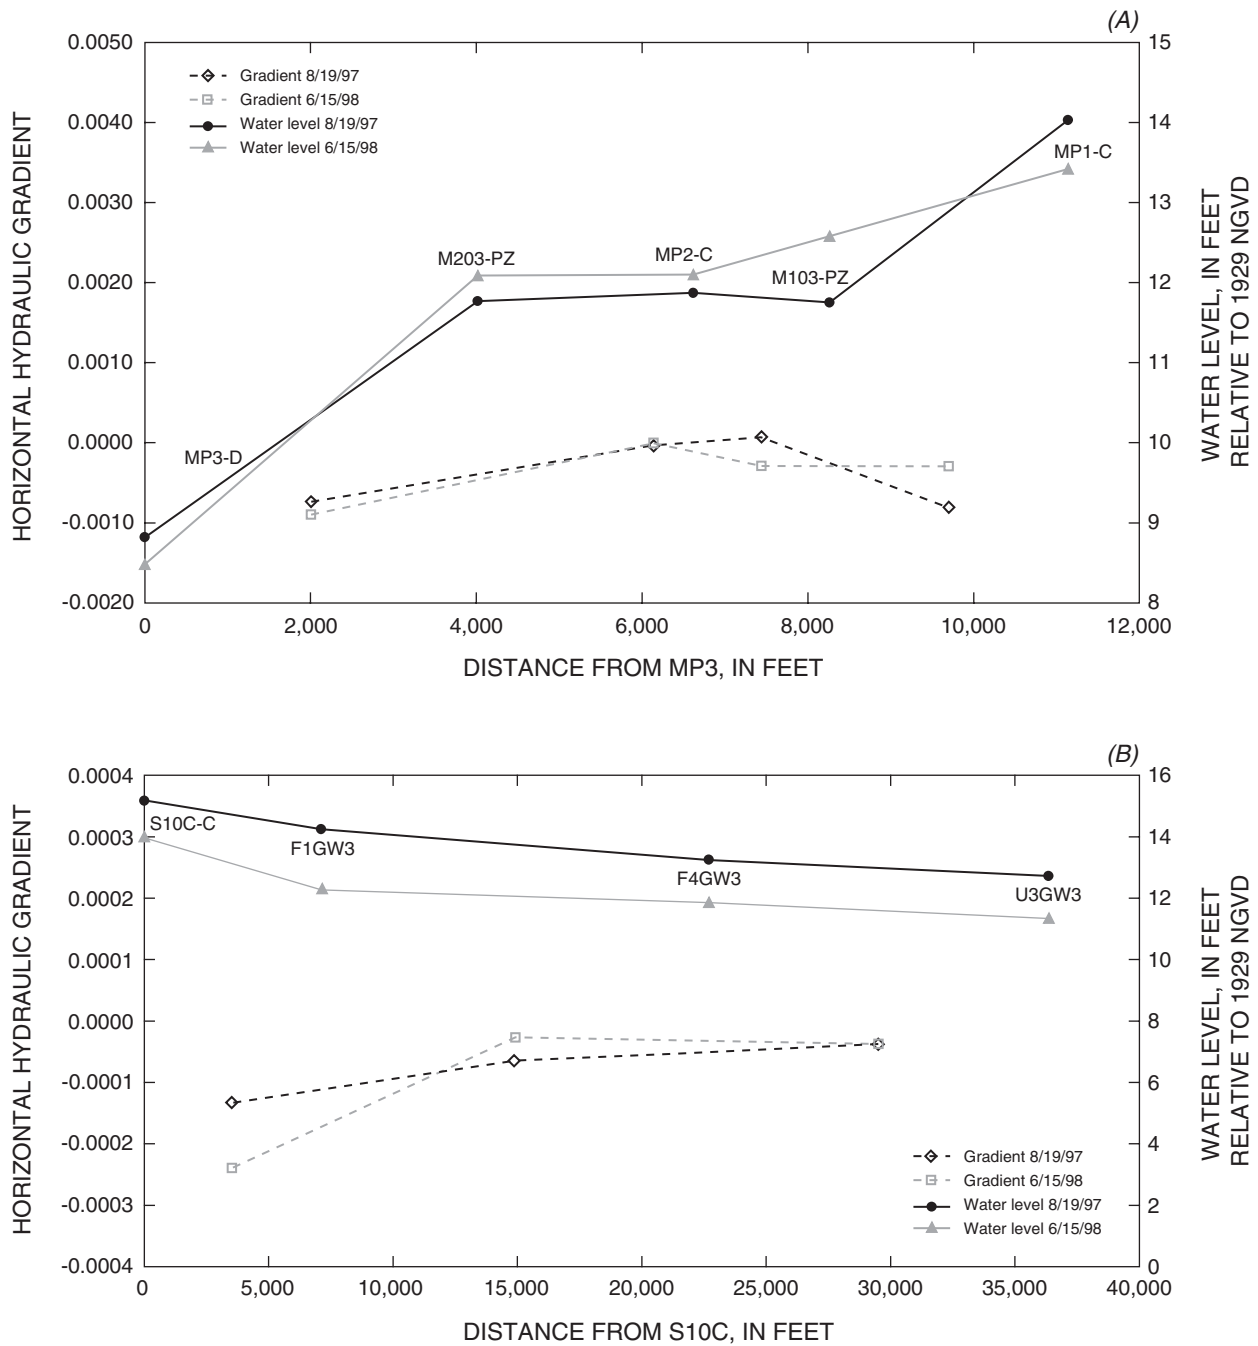 (A)
0.0050
0.0040
0.0030
0.0020
0.0010
0.0000
-0.0010
-0.0020
HORIZONTAL HYDRAULIC GRADIENT
Gradient 8/19/97
Gradient 6/15/98
Water level 8/19/97
Water level 6/15/98
MP3-D
M203-PZ
MP2-C
M103-PZ
MP1-C
15
14
13
12
11
10
9
8
WATER LEVEL, IN FEET
RELATIVE TO 1929 NGVD
0 2,000 4,000 6,000 8,000 10,000 12,000
DISTANCE FROM MP3, IN FEET
(B)
0.0004
0.0003
0.0002
0.0001
0.0000
-0.0001
-0.0002
-0.0003
-0.0004
HORIZONTAL HYDRAULIC GRADIENT
S10C-C
F1GW3
F4GW3
U3GW3
Gradient 8/19/97
Gradient 6/15/98
Water level 8/19/97
Water level 6/15/98
16
14
12
10
8
6
4
2
0
WATER LEVEL, IN FEET
RELATIVE TO 1929 NGVD
0 5,000 10,000 15,000 20,000 25,000 30,000 35,000 40,000
DISTANCE FROM S10C, IN FEET